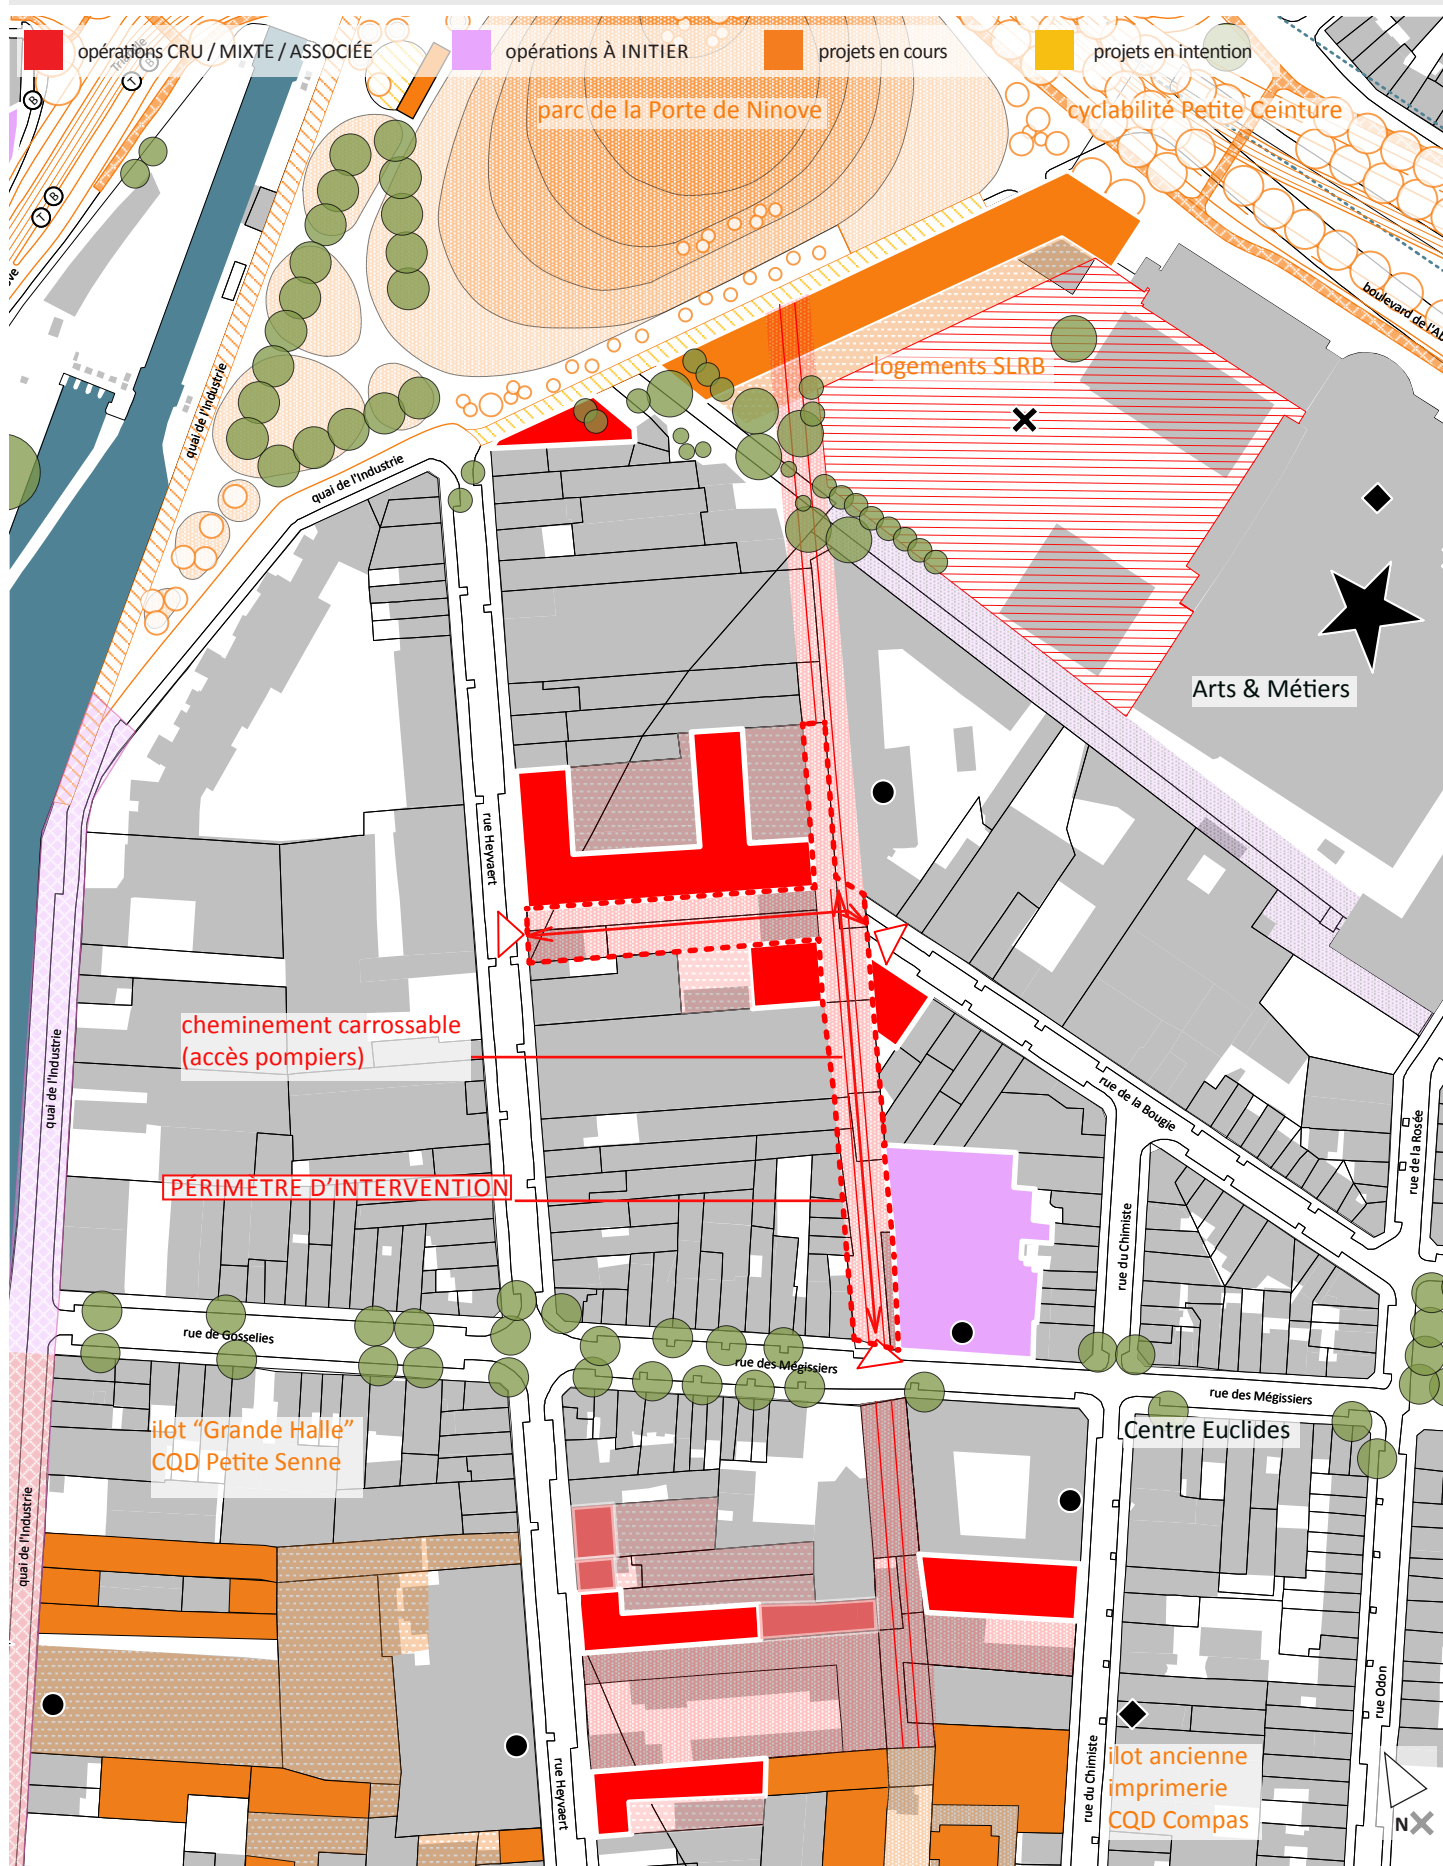 opérations CRU / MIXTE / ASSOCIÉE
opérations À INITIER
projets en cours
projets en intention
T
B
B
parc de la Porte de Ninove
cyclabilité Petite Ceinture
B
T
boulevard de l'Ab
quai de l'Industrie
logements SLRB
quai de l'Industrie
Arts & Métiers
rue Heyvaert
cheminement carrossable
(accès pompiers)
quai de l'Industrie
rue de la Bougie
rue de la Rosée
PÉRIMÈTRE D'INTERVENTION
rue du Chimiste
rue de Gosselies
rue des Mégissiers
rue des Mégissiers
ilot “Grande Halle”
CQD Petite Senne
Centre Euclides
quai de l'Industrie
rue Odon
rue Heyvaert
rue du Chimiste
ilot ancienne
imprimerie
CQD Compas
N